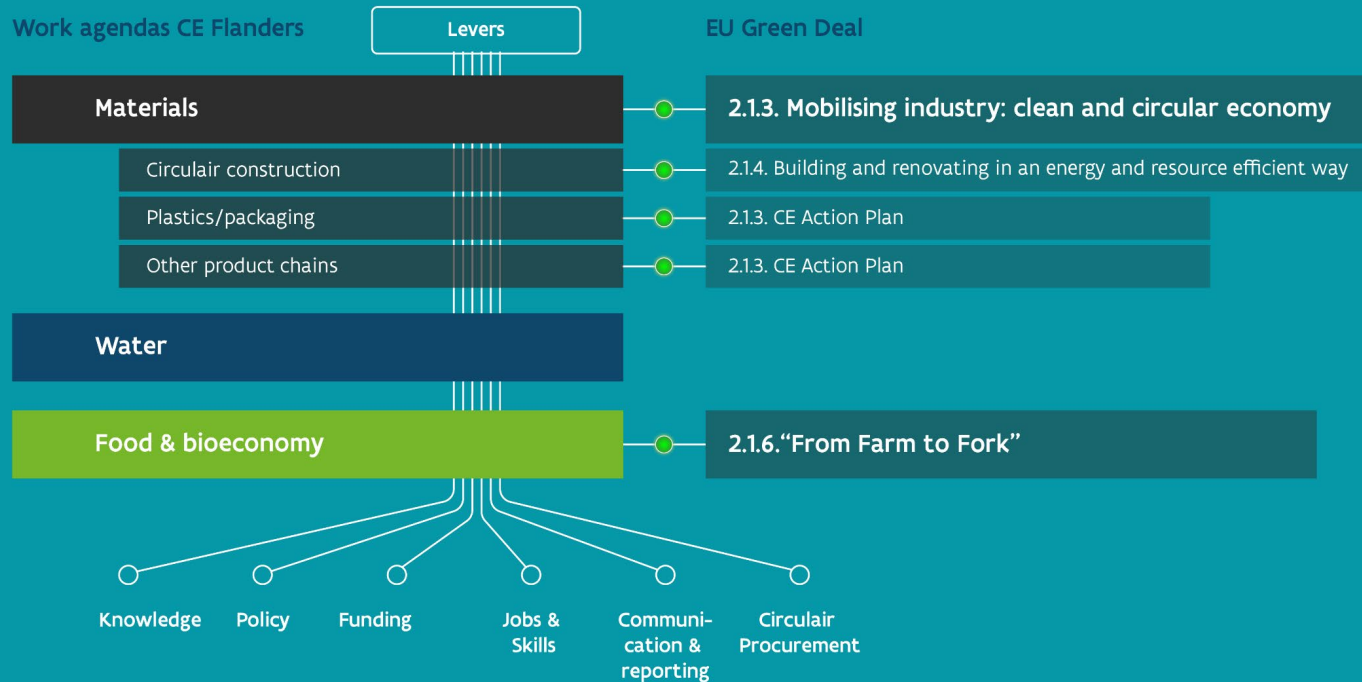 Work agendas CE Flanders
Levers
EU Green Deal
Materials
2.1.3. Mobilising industry: clean and circular economy
Circulair construction
2.1.4. Building and renovating in an energy and resource efficient way
Plastics/packaging
2.1.3. CE Action Plan
Other product chains
2.1.3. CE Action Plan
Water
Food & bioeconomy
2.1.6.“From Farm to Fork”
Knowledge
Policy
Funding
Jobs &
Skills
Communi-
cation &
reporting
Circulair
Procurement